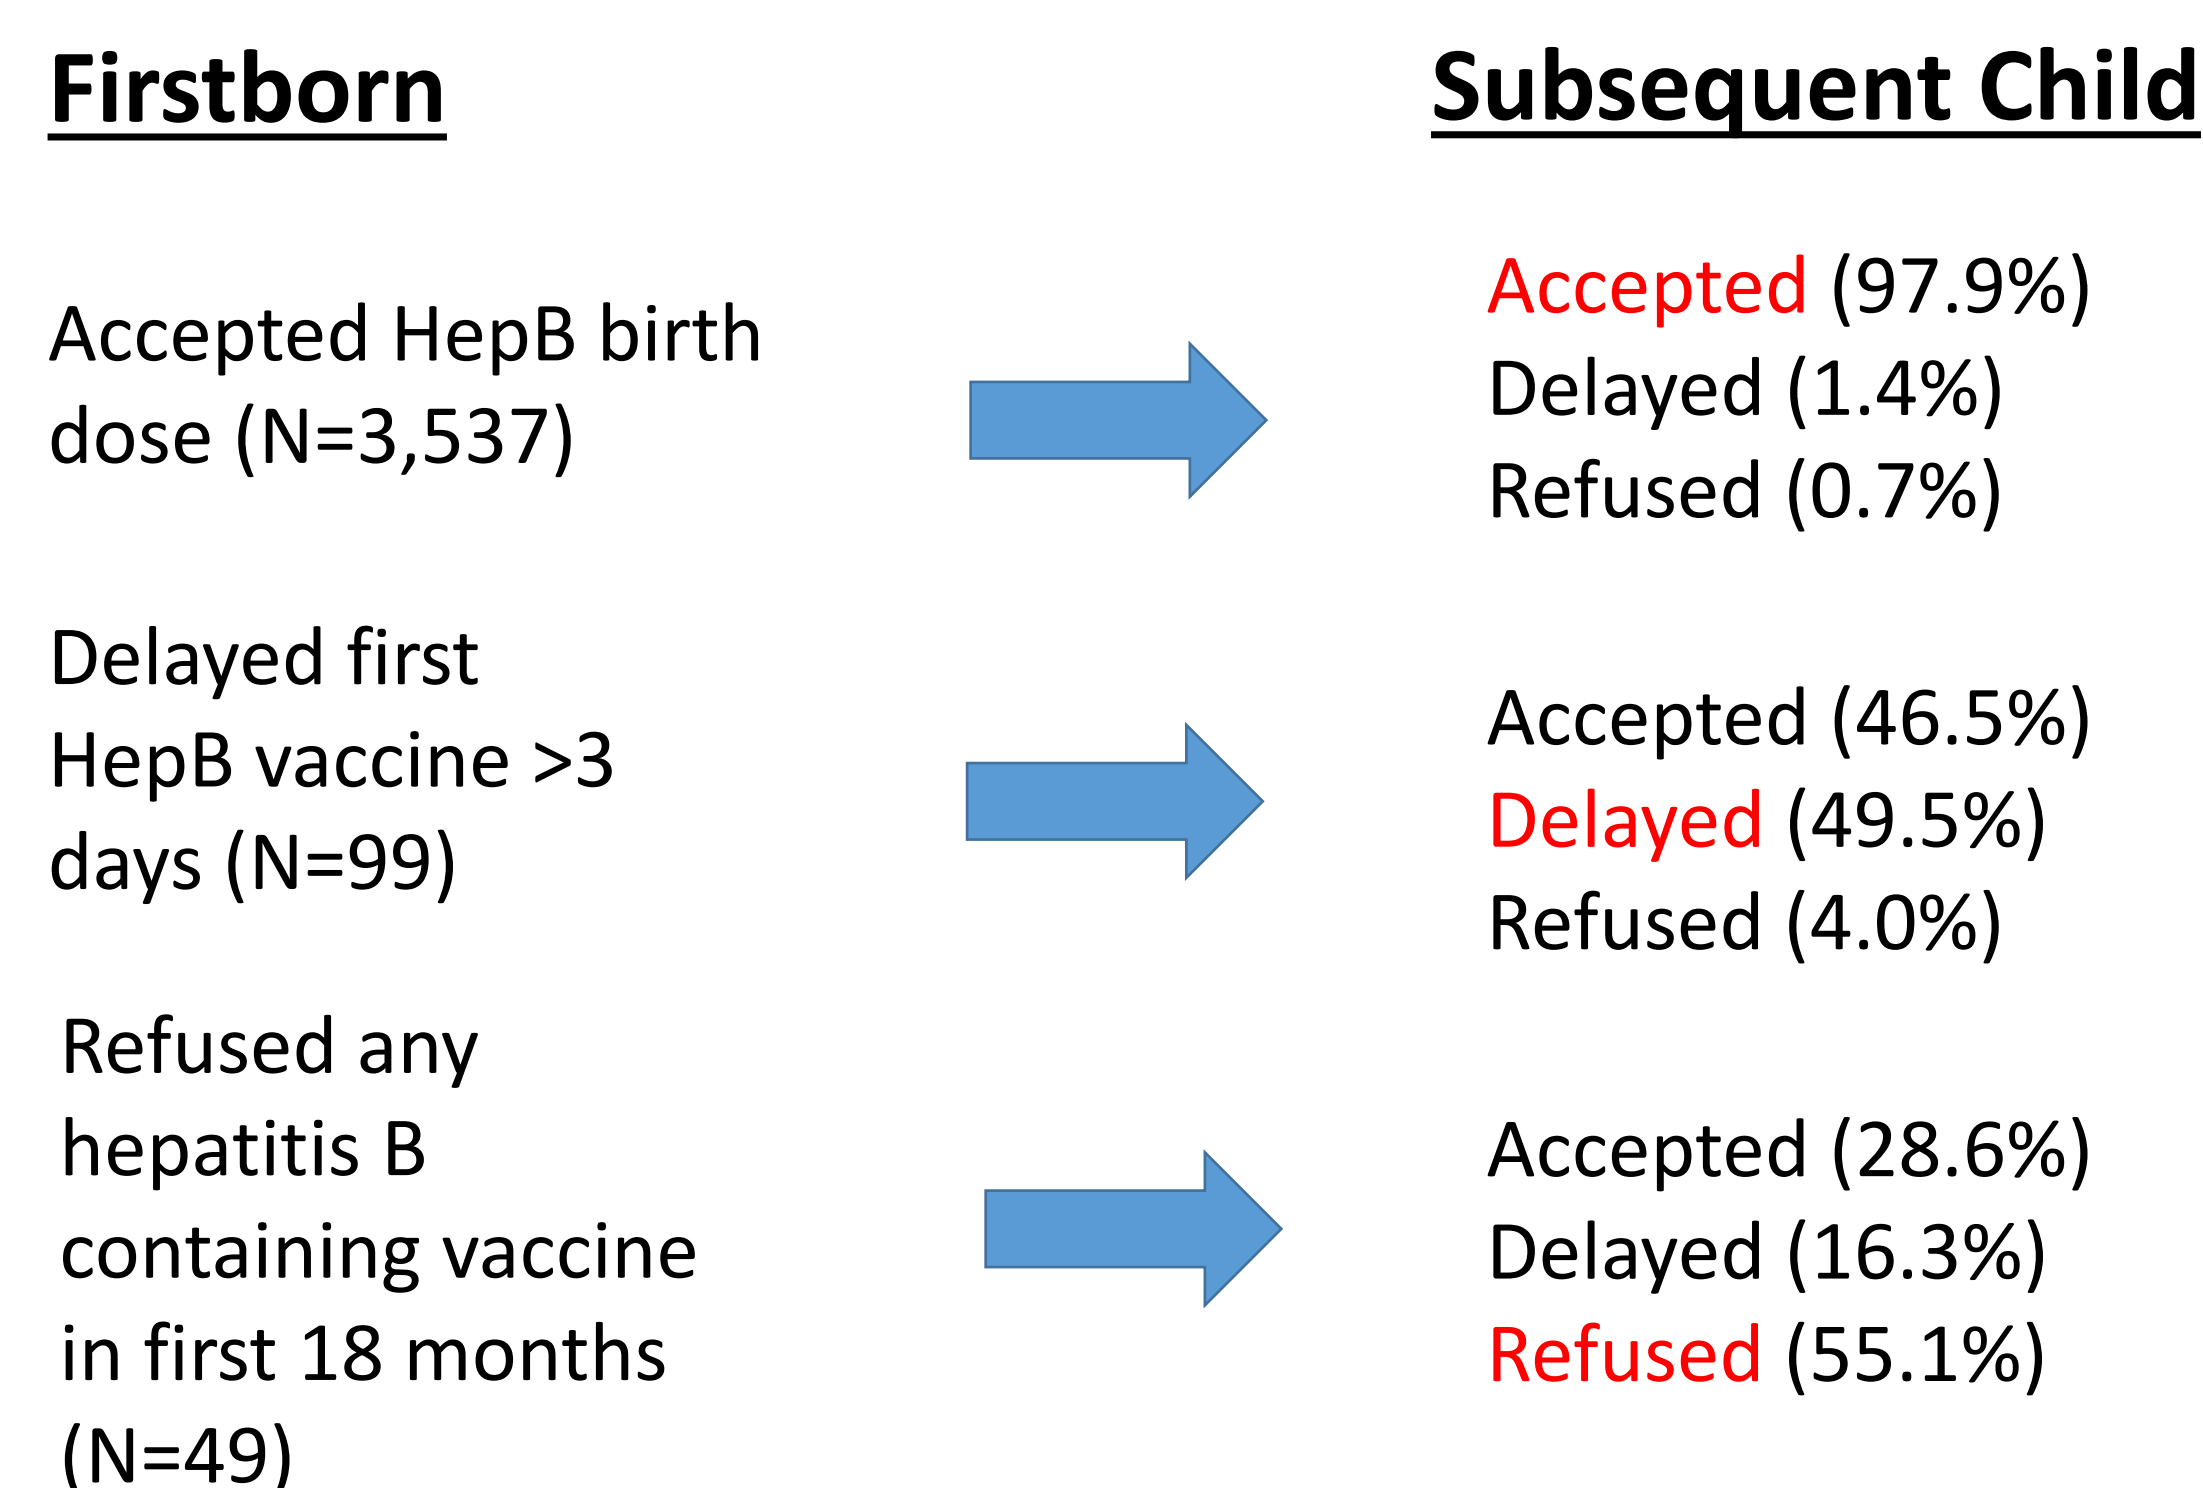 Firstborn
Subsequent Child
Accepted HepB birth
dose (N=3,537)
Accepted (97.9%)
Delayed (1.4%)
Refused (0.7%)
Delayed first
HepB vaccine >3
days (N=99)
Accepted (46.5%)
Delayed (49.5%)
Refused (4.0%)
Refused any
hepatitis B
containing vaccine
in first 18 months
(N=49)
Accepted (28.6%)
Delayed (16.3%)
Refused (55.1%)